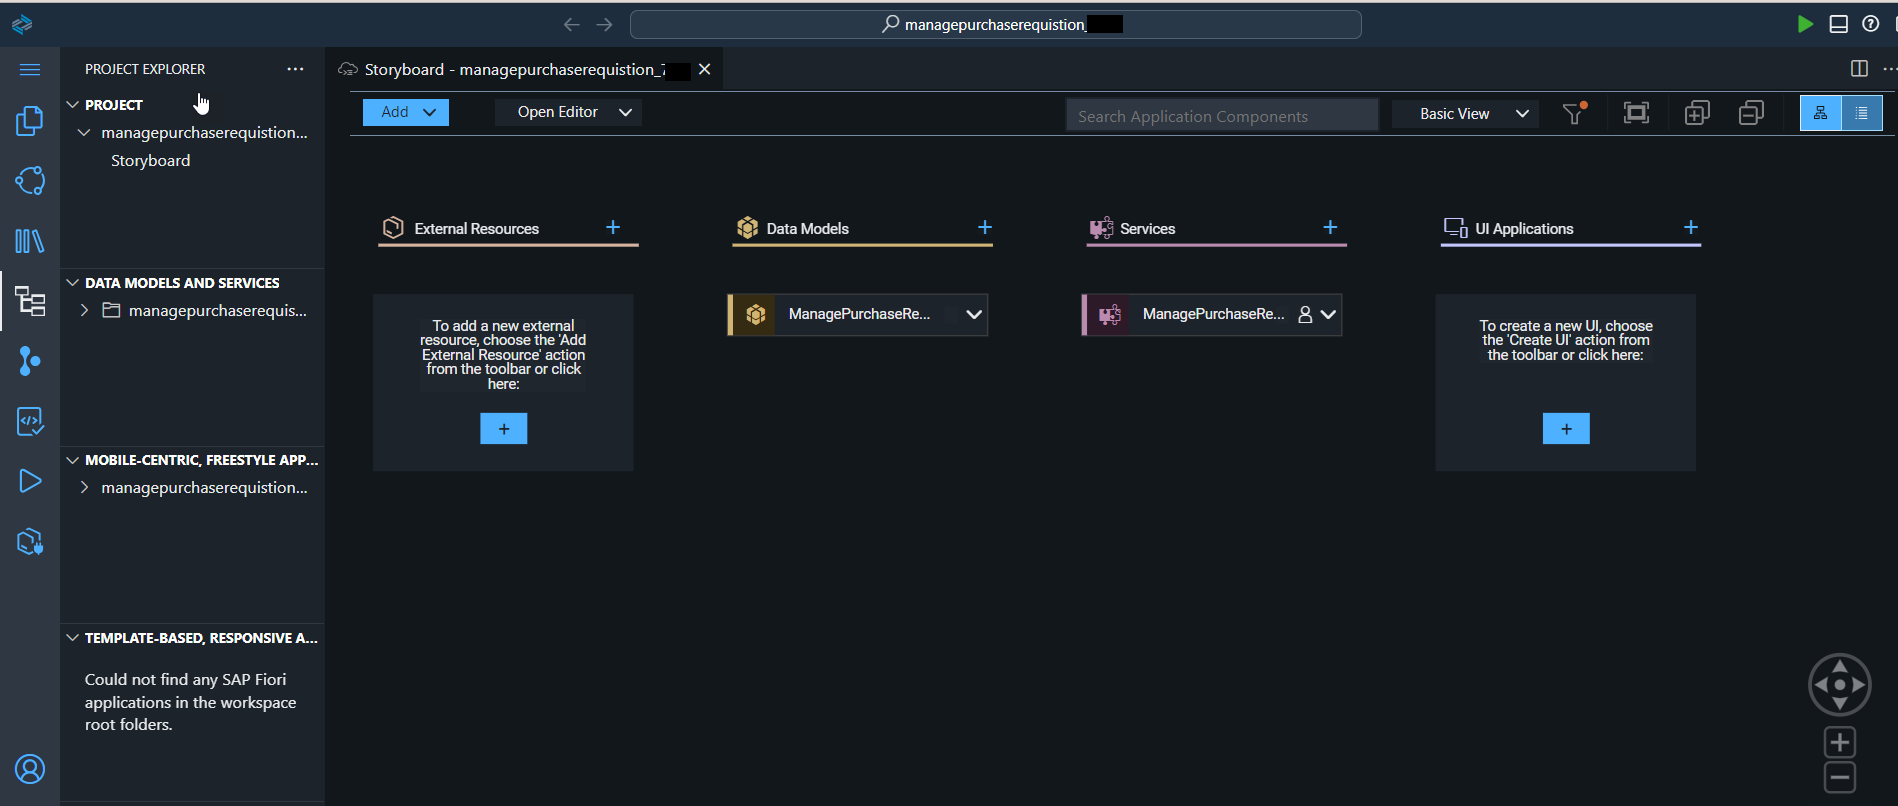 managepurchaserequistion_
PROJECT EXPLORER
PROJECT
managepurchaserequistion...
Storyboard
DATA MODELS AND SERVICES
managepurchaserequis...
MOBILE-CENTRIC, FREESTYLE APP...
managepurchaserequistion...
TEMPLATE-BASED, RESPONSIVE A...
Could not find any SAP Fiori
applications in the workspace
root folders.
Storyboard - managepurchaserequistion_7
Add
Open Editor
Search Application Components
Basic View
External Resources
To add a new external
resource, choose the 'Add
External Resource' action
from the toolbar or click
here:
+
Data Models
ManagePurchaseRe...
Services
ManagePurchaseRe...
UI Applications
To create a new UI, choose
the 'Create UI' action from
the toolbar or click here:
+